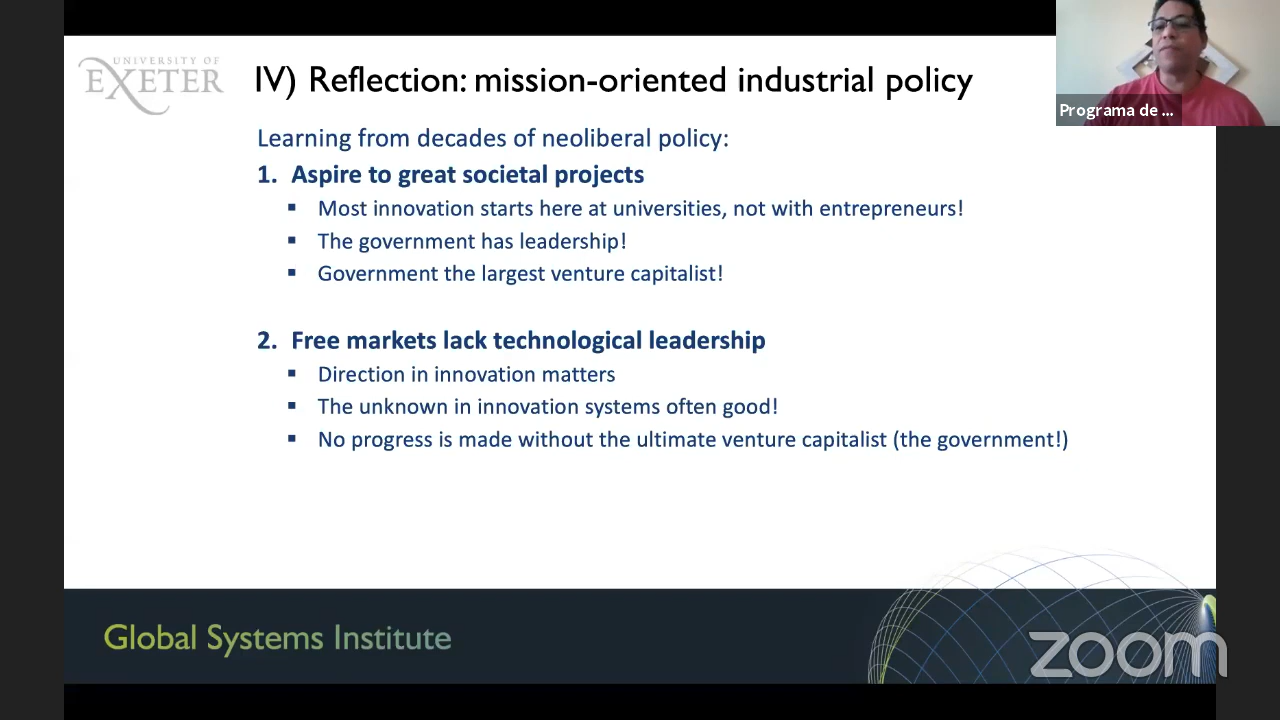 UNIVERSITY OF
EXETER
IV) Reflection: mission-oriented industrial policy
Programa de ...
Learning from decades of neoliberal policy:
1. Aspire to great societal projects
▪ Most innovation starts here at universities, not with entrepreneurs!
▪ The government has leadership!
▪ Government the largest venture capitalist!
2. Free markets lack technological leadership
▪ Direction in innovation matters
▪ The unknown in innovation systems often good!
▪ No progress is made without the ultimate venture capitalist (the government!)
Global Systems Institute
zoom